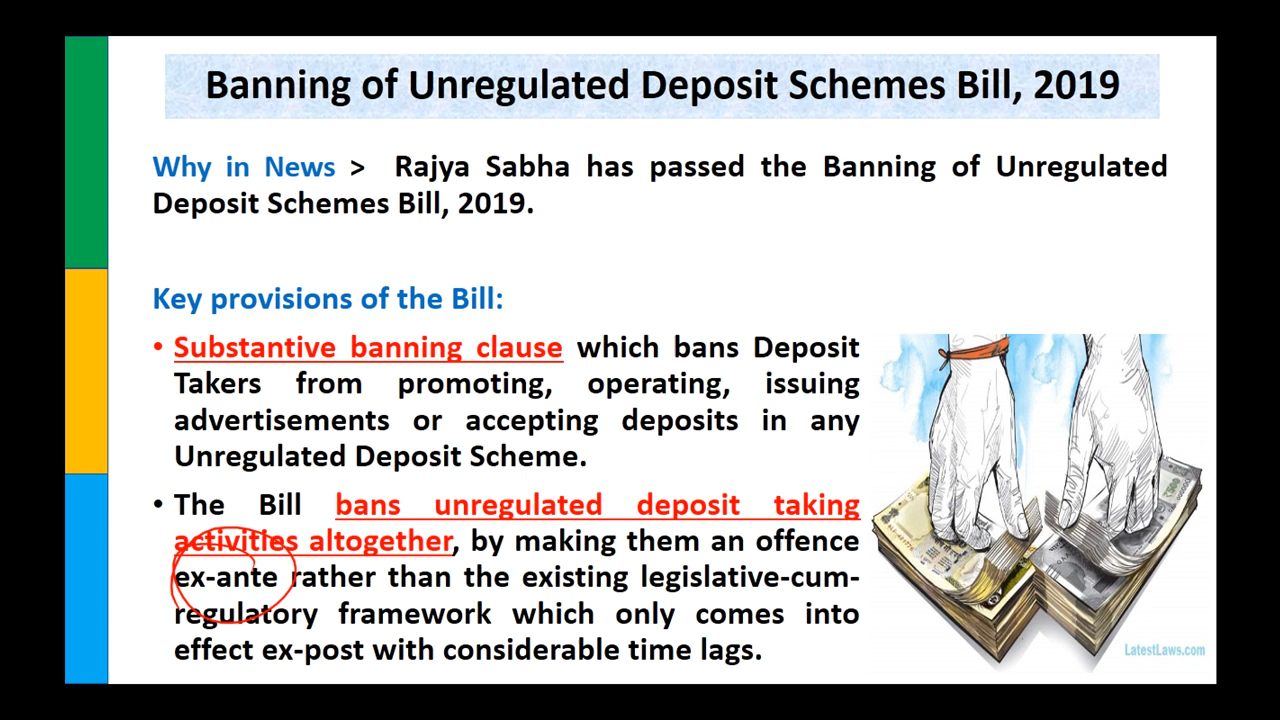 Banning of Unregulated Deposit Schemes Bill, 2019
Why in News > Rajya Sabha has passed the Banning of Unregulated
Deposit Schemes Bill, 2019.
Key provisions of the Bill:
• Substantive banning clause which bans Deposit
Takers from promoting, operating, issuing
advertisements or accepting deposits in any
Unregulated Deposit Scheme.
• The Bill bans unregulated deposit taking
activities altogether, by making them an offence
ex-ante rather than the existing legislative-cum-
regulatory framework which only comes into
effect ex-post with considerable time lags.
LatestLaws.com